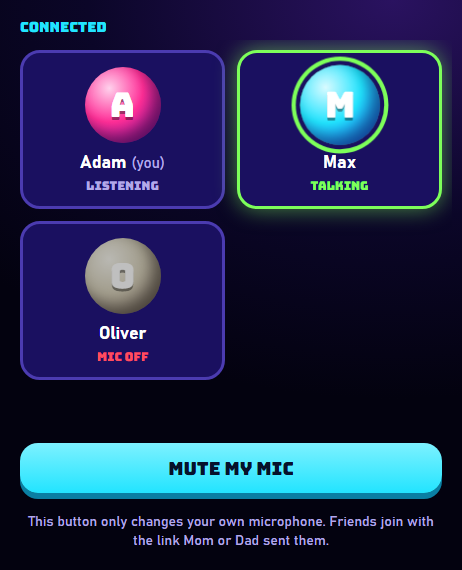 CONNECTED
A
M
Adam (you)
Max
LISTENING
TALKING
O
Oliver
MIC OFF
MUTE MY MIC
This button only changes your own microphone. Friends join with
the link Mom or Dad sent them.